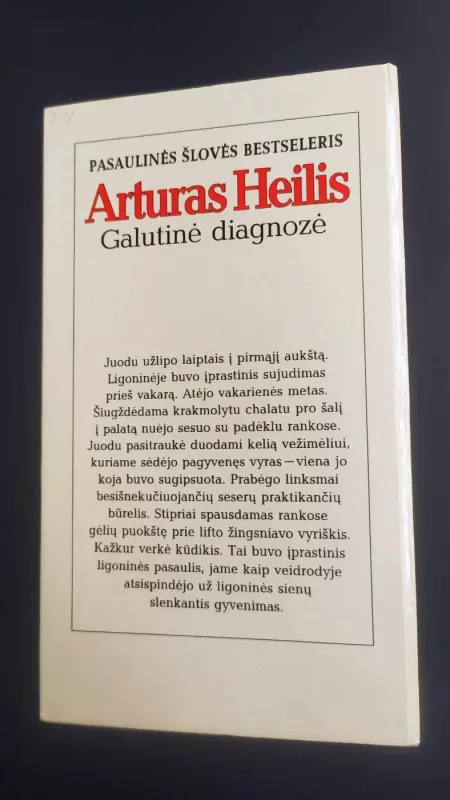 PASAULINĖS ŠLOVĖS BESTSELERIS
Arturas Heilis
Galutinė diagnozė
Juodu užlipo laiptais į pirmąjį aukštą.
Ligoninėje buvo įprastinis sujudimas
prieš vakarą. Atėjo vakarienės metas.
Šiugždėdama krakmolytu chalatu pro šalį
į palatą nuėjo sesuo su padėklu rankose.
Juodu pasitraukė duodami kelią vežimėliui,
kuriame sėdėjo pagyvenęs vyras — viena jo
koja buvo sugipsuota. Prabėgo linksmai
besišnekučiuojančių seserų praktikančių
būrelis. Stipriai spausdamas rankose
gėlių puokštę prie lifto žingsniavo vyriškis.
Kažkur verkė kūdikis. Tai buvo įprastinis
ligoninės pasaulis, jame kaip veidrodyje
atsispindėjo už ligoninės sienų
slenkantis gyvenimas.